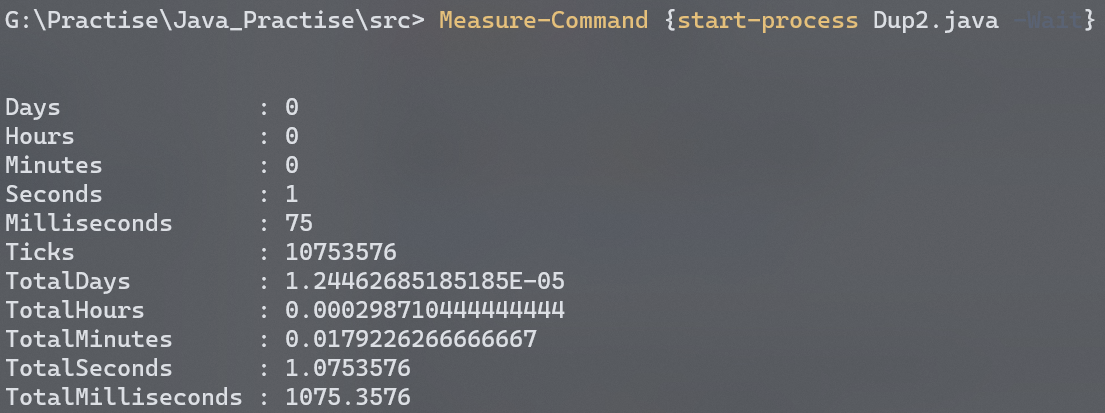 G:\Practise\Java_Practise\src> Measure-Command {start-process Dup2.java -Wait}
Days : 0
Hours : 0
Minutes : 0
Seconds : 1
Milliseconds : 75
Ticks : 10753576
TotalDays : 1.24462685185185E-05
TotalHours : 0.000298710444444444
TotalMinutes : 0.0179226266666667
TotalSeconds : 1.0753576
TotalMilliseconds : 1075.3576